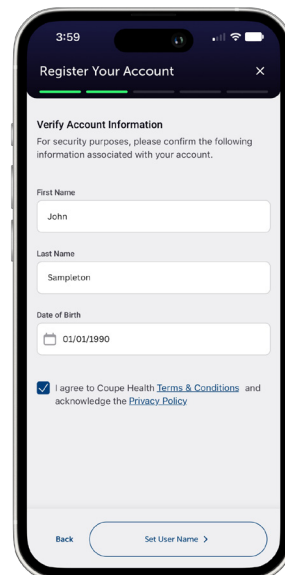 3:59
Register Your Account
Verify Account Information
For security purposes, please confirm the following
information associated with your account.
First Name
John
Last Name
Sampleton
Date of Birth
01/01/1990
I agree to Coupe Health Terms & Conditions and
acknowledge the Privacy Policy
Back
Set User Name